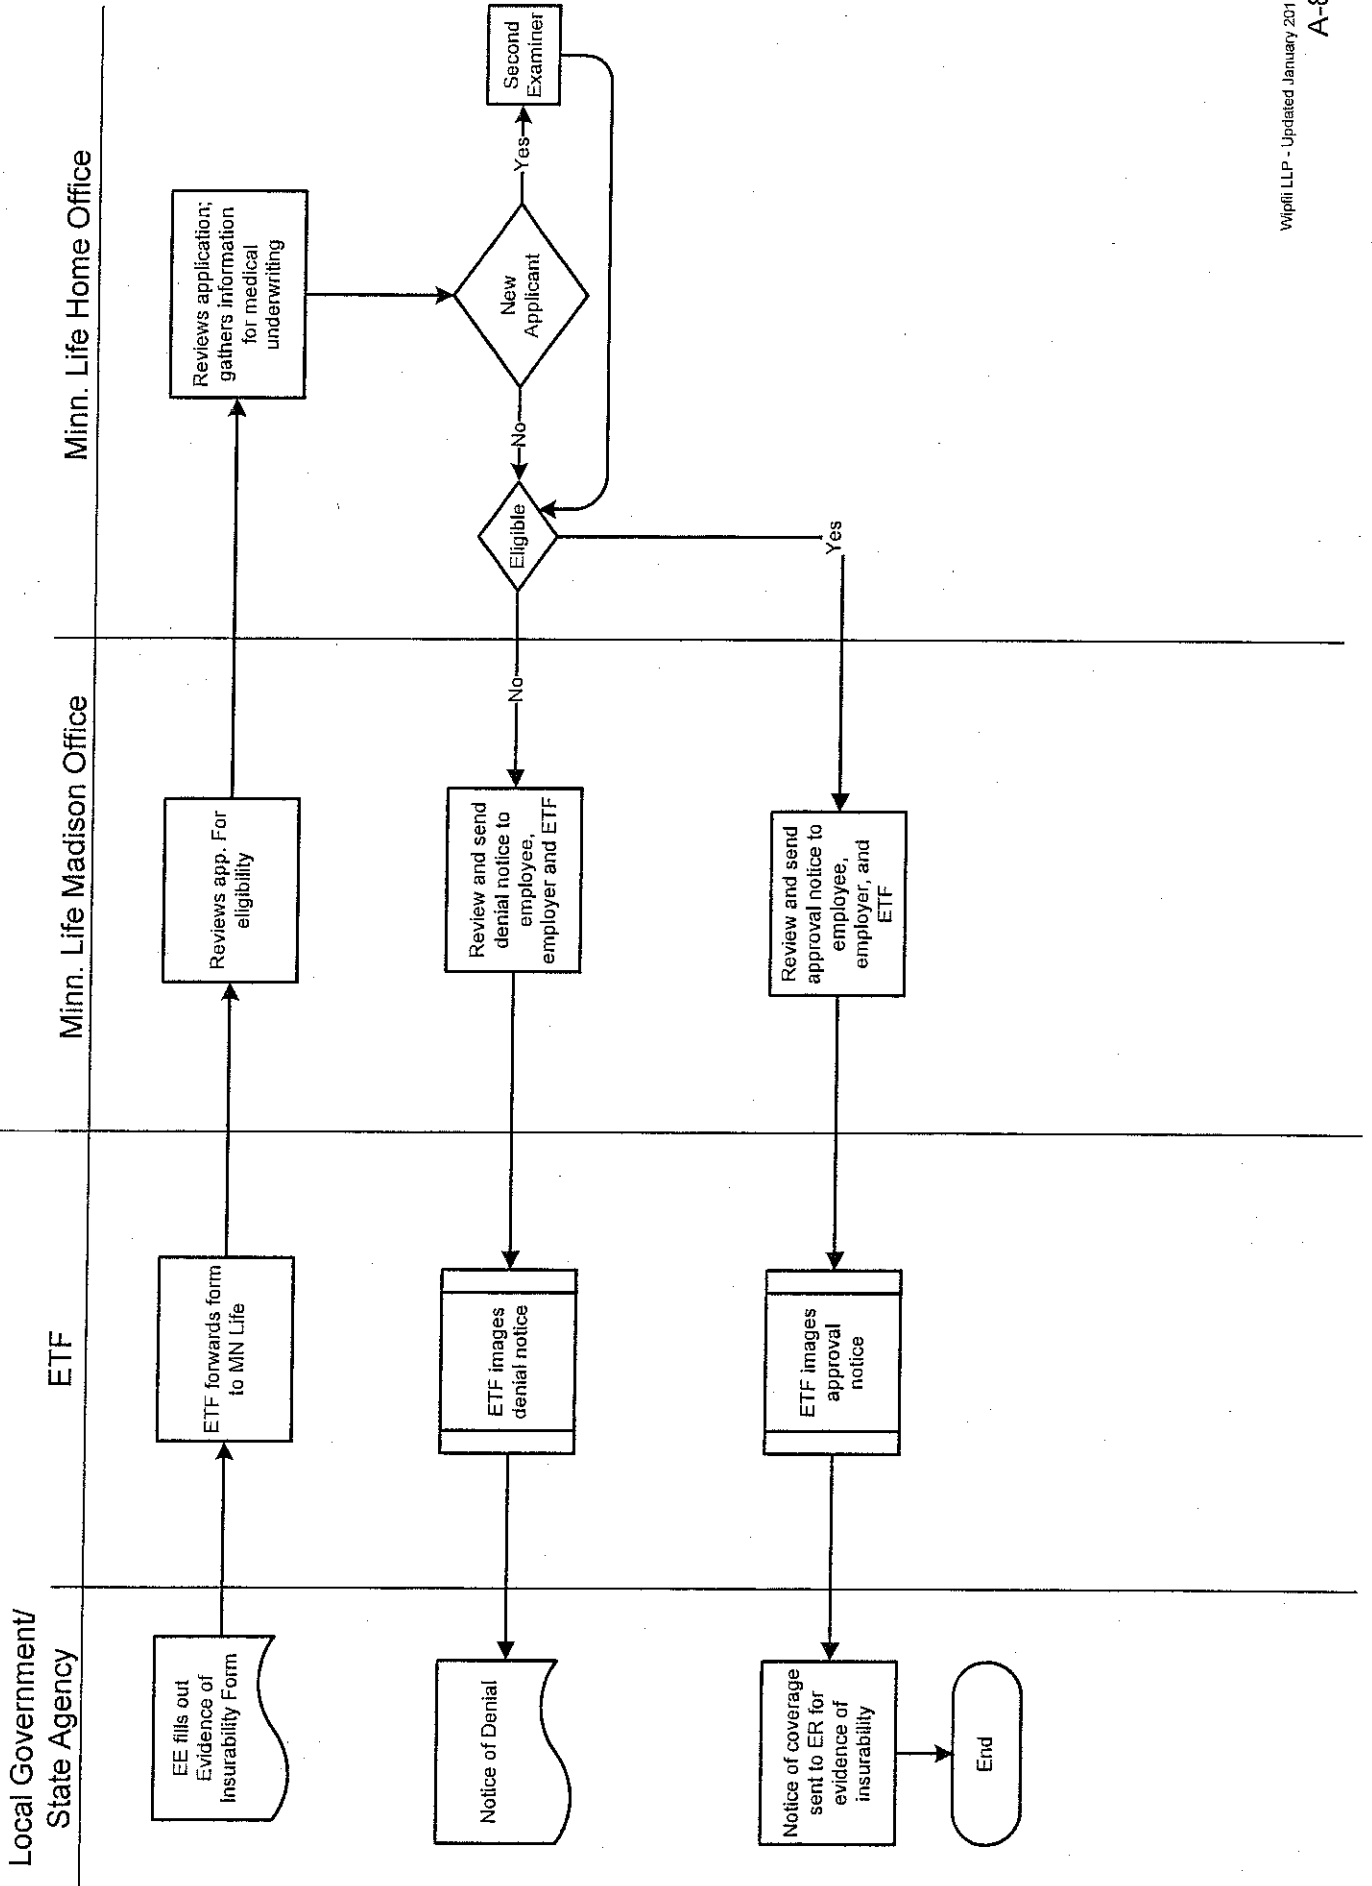 Local Government/
State Agency
ETF
Minn. Life Madison Office
Minn. Life Home Office
EE fills out
Evidence of
Insurability Form
ETF forwards form
to MN Life
Reviews app. For
eligibility
Reviews application;
gathers information
for medical
underwriting
New
Applicant
Yes
Second
Examiner
No
Eligible
No
Review and send
denial notice to
employee,
employer and ETF
ETF images
denial notice
Notice of Denial
Yes
Review and send
approval notice to
employee,
employer, and
ETF
ETF images
approval
notice
Notice of coverage
sent to ER for
evidence of
insurability
End
Wipfli LLP - Updated January 201
A-8